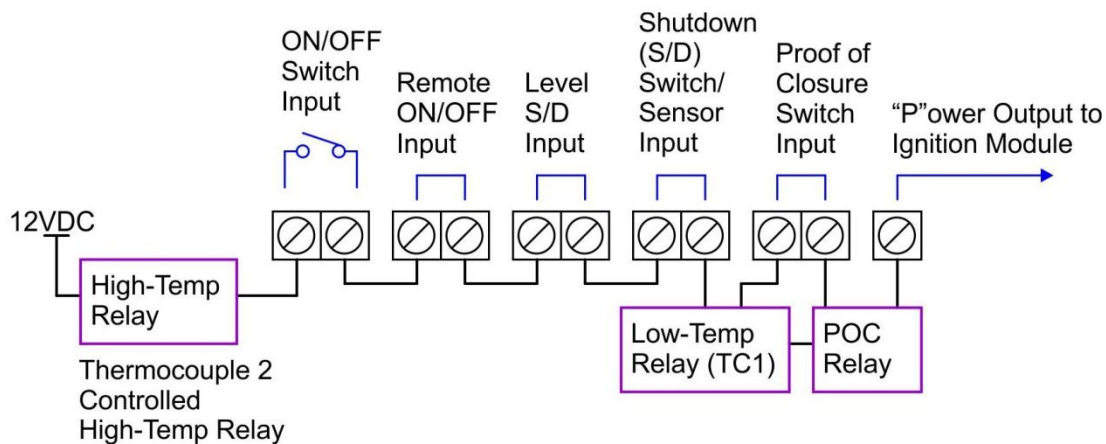 ON/OFF
Switch
Input
Remote
ON/OFF
Input
Level
S/D
Input
Shutdown
(S/D)
Switch/
Sensor
Input
Proof of
Closure
Switch
Input
“P”ower Output to
Ignition Module
12VDC
High-Temp
Relay
Thermocouple 2
Controlled
High-Temp Relay
Low-Temp
Relay (TC1)
POC
Relay